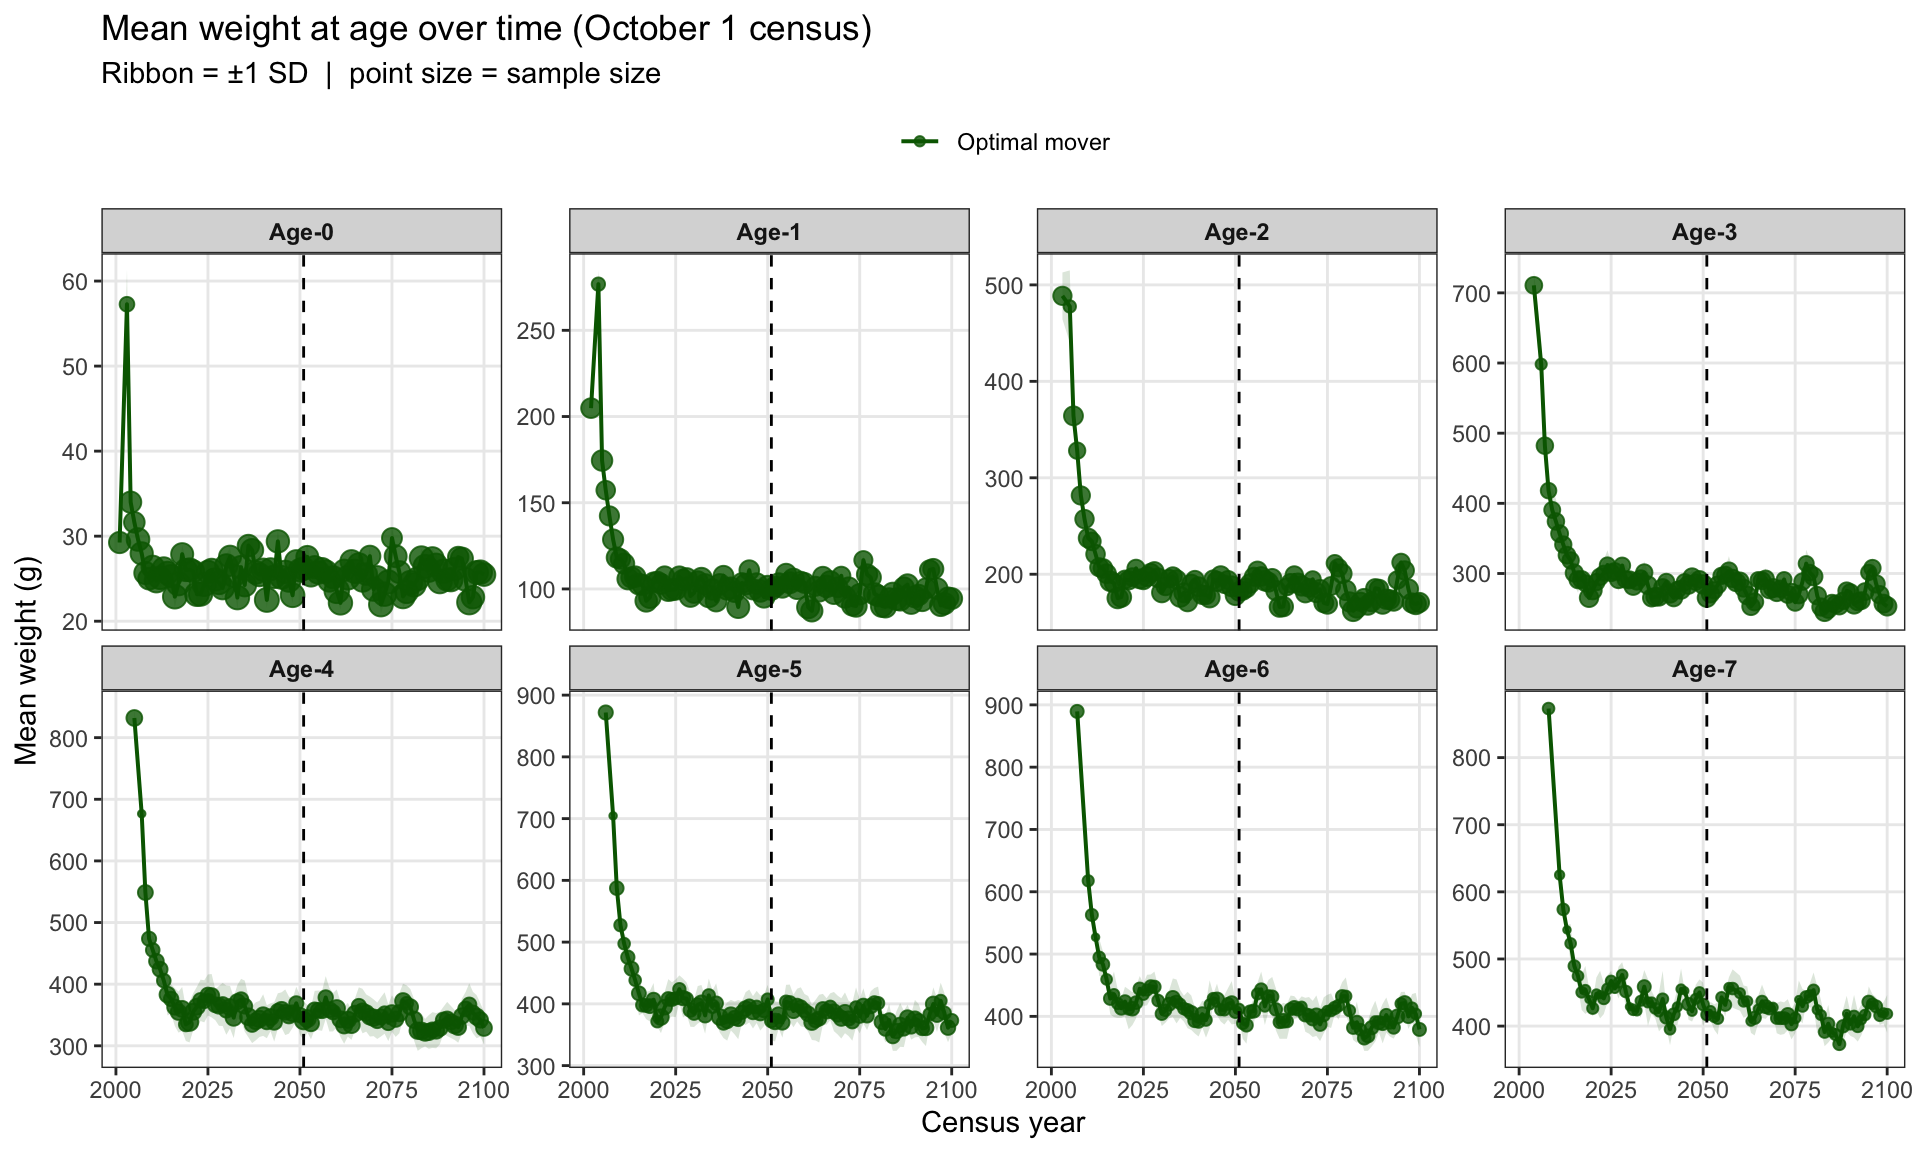 Mean weight at age over time (October 1 census)
Ribbon = ±1 SD | point size = sample size
Optimal mover
Age-0
Age-1
Age-2
Age-3
60
50
40
30
20
250
200
150
100
500
400
300
200
700
600
500
400
300
Mean weight (g)
Age-4
Age-5
Age-6
Age-7
800
700
600
500
400
300
900
800
700
600
500
400
300
900
800
700
600
500
400
800
700
600
500
400
2000 2025 2050 2075 2100
2000 2025 2050 2075 2100
2000 2025 2050 2075 2100
2000 2025 2050 2075 2100
Census year